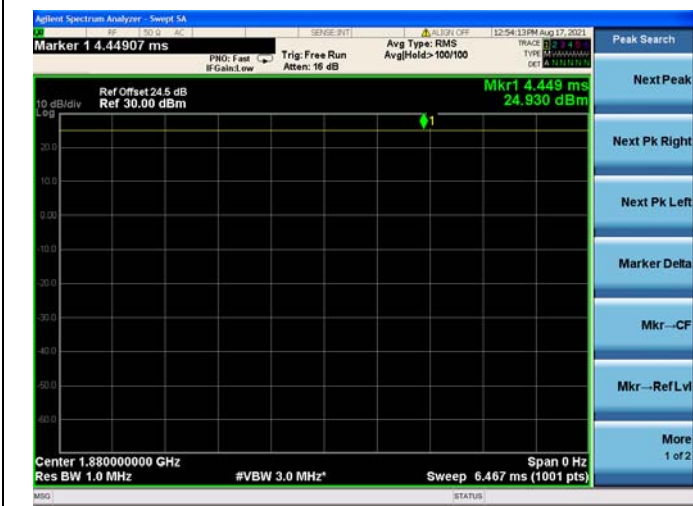 Agilent Spectrum Analyzer - Swept SA
RF 50 Ω AC SENSE:INT ALIGN OFF 12:54:13 PM Aug 17, 2021
Marker 1 4.44907 ms
PNO: Fast
IFGain:Low
Trig: Free Run
Atten: 16 dB
Avg Type: RMS
Avg|Hold:> 100/100
TRACE 1 2 3 4 5 6
TYPE
DET A N N N N N
Peak Search
Next Peak
Next Pk Right
Next Pk Left
Marker Delta
Mkr→CF
Mkr→RefLvl
More
1 of 2
Mkr1 4.449 ms
24.930 dBm
Ref Offset 24.5 dB
10 dB/div Ref 30.00 dBm
Log
1
20.0
10.0
0.00
-10.0
-20.0
-30.0
-40.0
-50.0
-60.0
Center 1.880000000 GHz Span 0 Hz
Res BW 1.0 MHz #VBW 3.0 MHz* Sweep 6.467 ms (1001 pts)
MSG STATUS